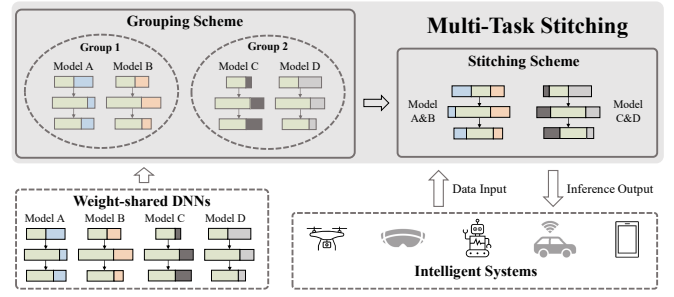 Grouping Scheme
Multi-Task Stitching
Group 1
Group 2
Model A
Model B
Model C
Model D
Stitching Scheme
Model
A&B
Model
C&D
Weight-shared DNNs
Model A
Model B
Model C
Model D
Data Input
Inference Output
Intelligent Systems